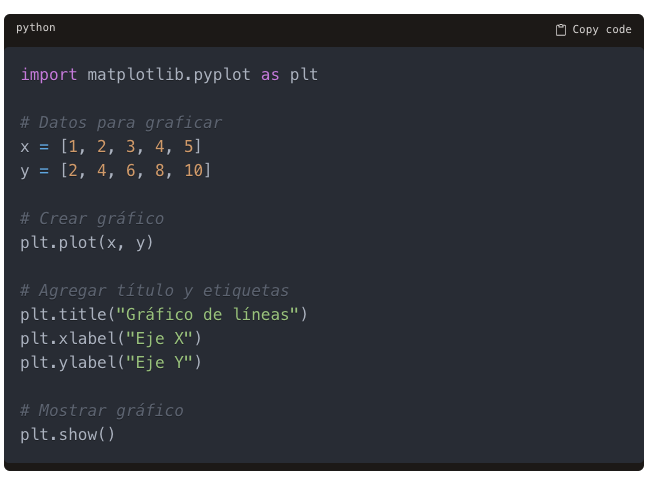 python
Copy code
import matplotlib.pyplot as plt
# Datos para graficar
x = [1, 2, 3, 4, 5]
y = [2, 4, 6, 8, 10]
# Crear gráfico
plt.plot(x, y)
# Agregar título y etiquetas
plt.title("Gráfico de líneas")
plt.xlabel("Eje X")
plt.ylabel("Eje Y")
# Mostrar gráfico
plt.show()